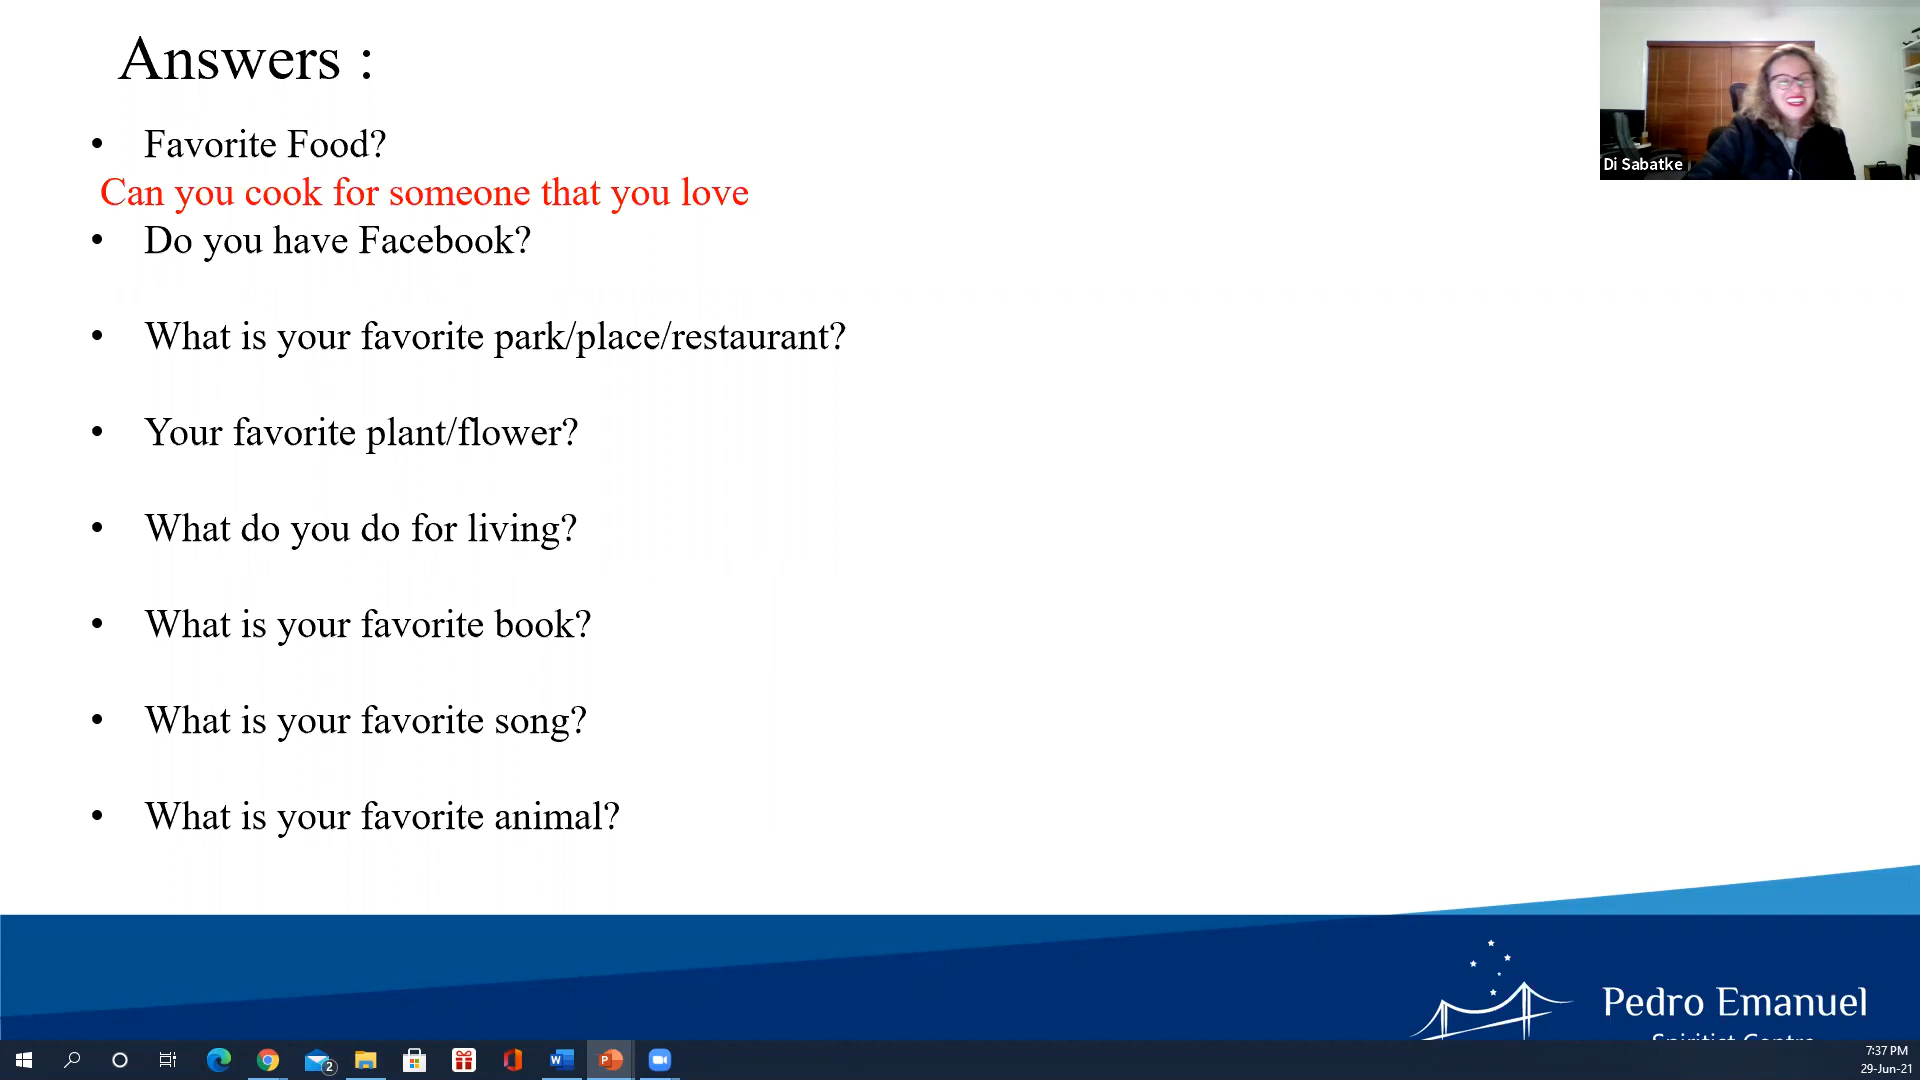 Answers :
• Favorite Food?
Can you cook for someone that you love
• Do you have Facebook?
• What is your favorite park/place/restaurant?
• Your favorite plant/flower?
• What do you do for living?
• What is your favorite book?
• What is your favorite song?
• What is your favorite animal?
Di Sabatke
Pedro Emanuel
Spiritist Centre
2
7:37 PM
29-Jun-21